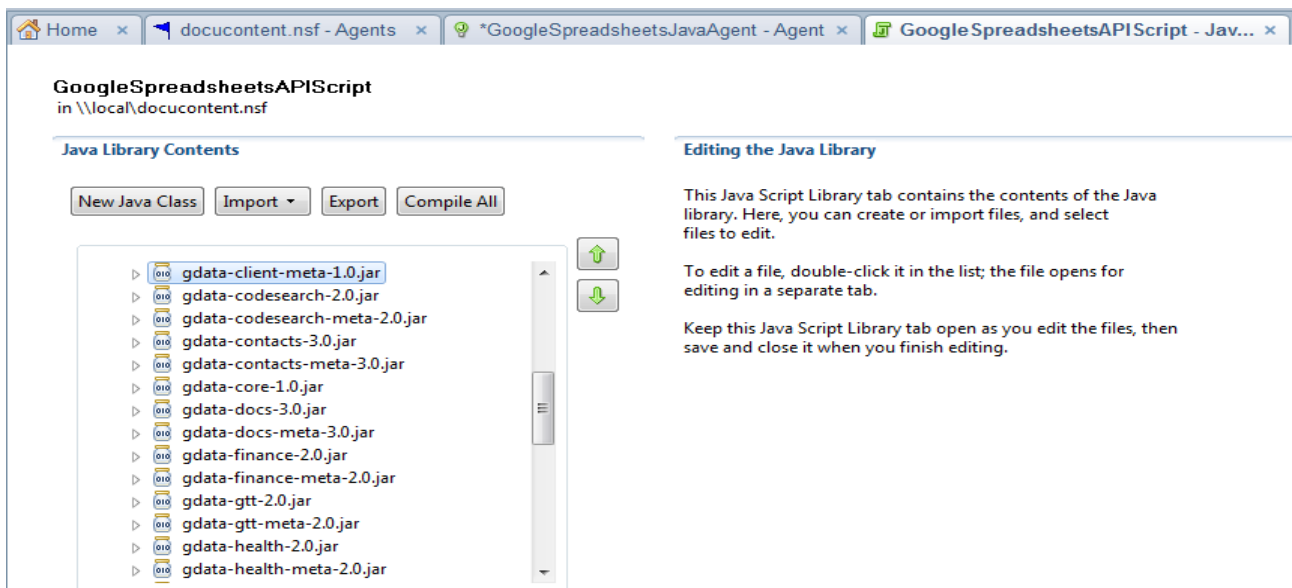 Home × docucontent.nsf - Agents × *GoogleSpreadsheetsJavaAgent - Agent × GoogleSpreadsheetsAPIScript - Jav... ×
GoogleSpreadsheetsAPIScript
in \\local\docucontent.nsf
Java Library Contents
New Java Class Import Export Compile All
gdata-client-meta-1.0.jar
gdata-codesearch-2.0.jar
gdata-codesearch-meta-2.0.jar
gdata-contacts-3.0.jar
gdata-contacts-meta-3.0.jar
gdata-core-1.0.jar
gdata-docs-3.0.jar
gdata-docs-meta-3.0.jar
gdata-finance-2.0.jar
gdata-finance-meta-2.0.jar
gdata-gtt-2.0.jar
gdata-gtt-meta-2.0.jar
gdata-health-2.0.jar
gdata-health-meta-2.0.jar
Editing the Java Library
This Java Script Library tab contains the contents of the Java
library. Here, you can create or import files, and select
files to edit.
To edit a file, double-click it in the list; the file opens for
editing in a separate tab.
Keep this Java Script Library tab open as you edit the files, then
save and close it when you finish editing.